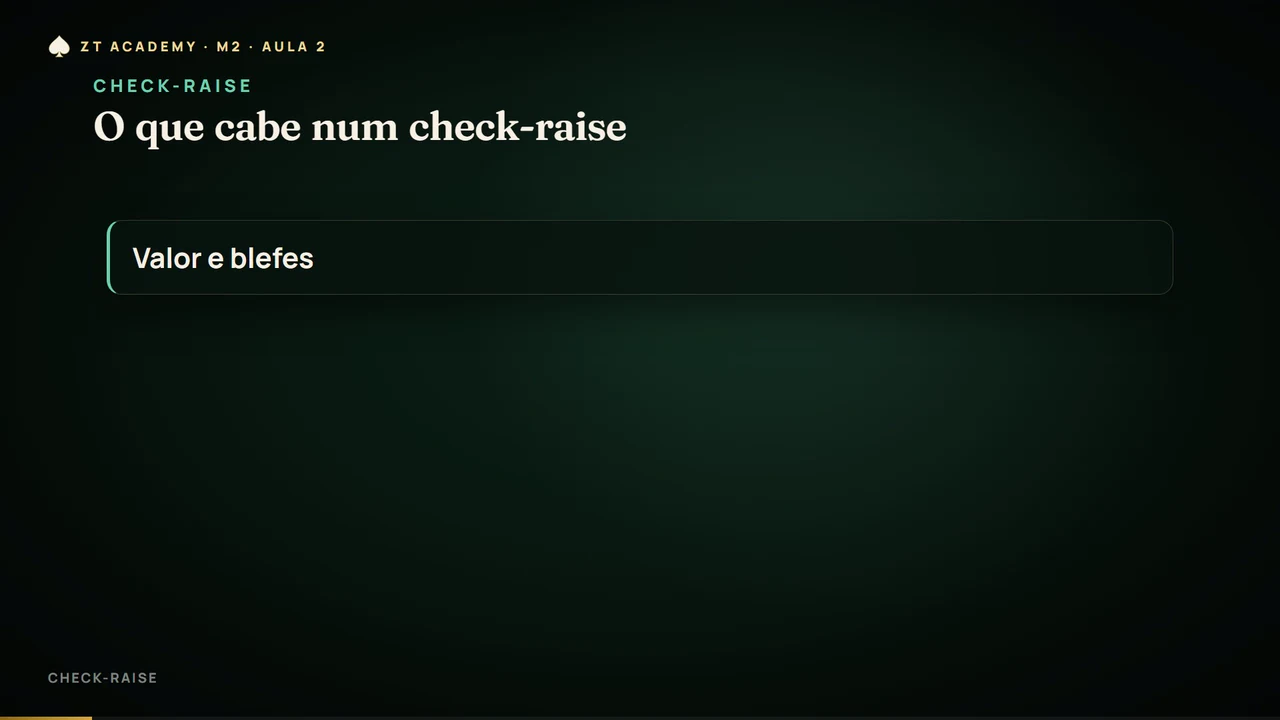 ZT ACADEMY · M2 · AULA 2
CHECK-RAISE
O que cabe num check-raise
Valor e blefes
CHECK-RAISE